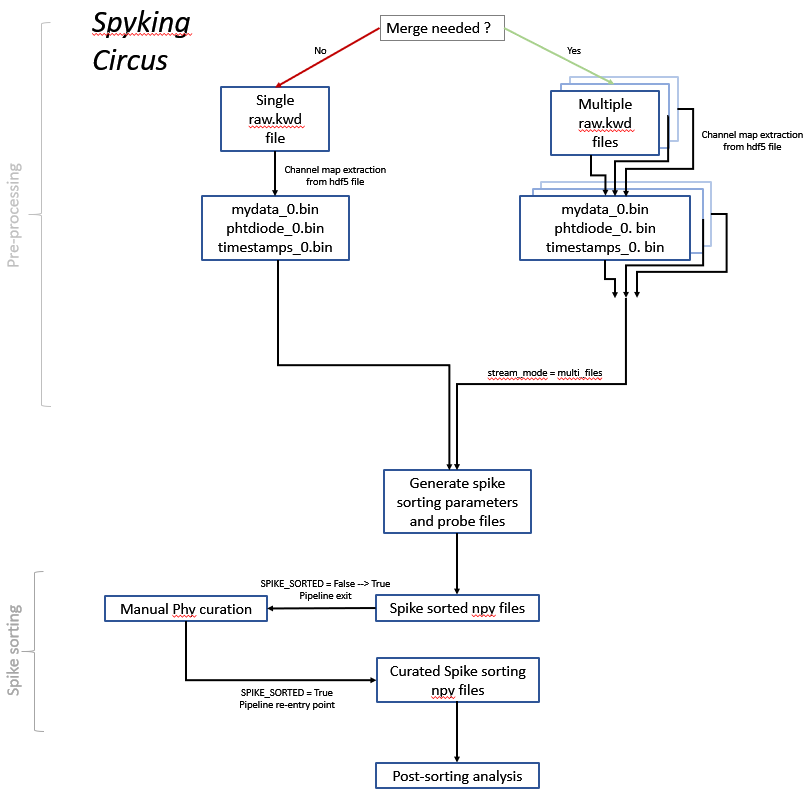 Spyking
Circus
Merge needed ?
No
Yes
Single
raw.kwd
file
Multiple
raw.kwd
files
Channel map extraction
from hdf5 file
Channel map extraction
from hdf5 file
mydata_0.bin
phtdiode_0.bin
timestamps_0.bin
mydata_0.bin
phtdiode_0. bin
timestamps_0. bin
Pre-processing
stream_mode = multi_files
Generate spike
sorting parameters
and probe files
Spike sorting
SPIKE_SORTED = False --> True
Pipeline exit
Manual Phy curation
Spike sorted npy files
Curated Spike sorting
npy files
SPIKE_SORTED = True
Pipeline re-entry point
Post-sorting analysis